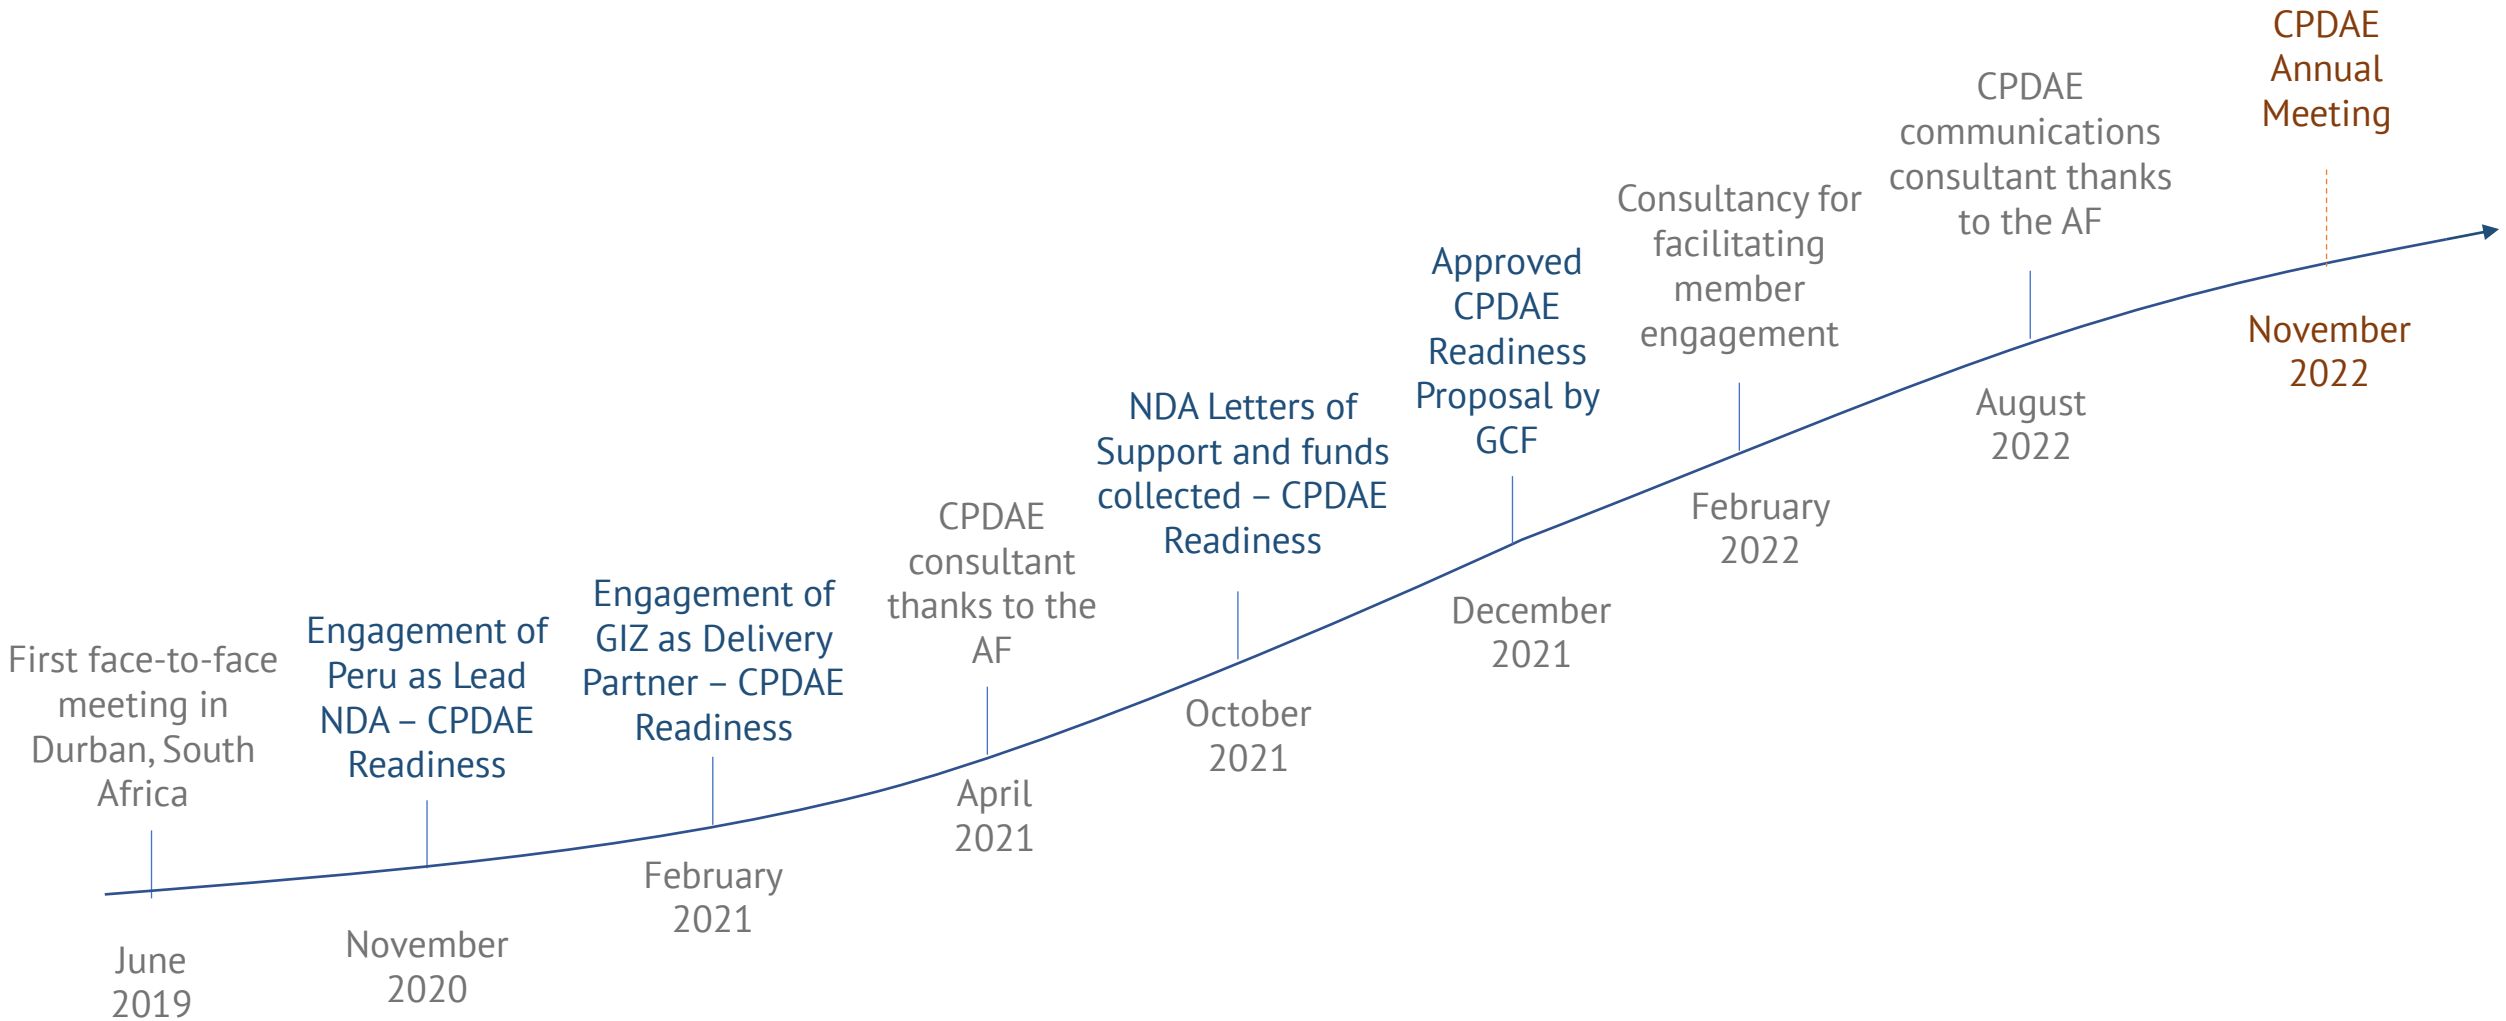 First face-to-face
meeting in
Durban, South
Africa
June
2019
Engagement of
Peru as Lead
NDA – CPDAE
Readiness
November
2020
Engagement of
GIZ as Delivery
Partner – CPDAE
Readiness
February
2021
CPDAE
consultant
thanks to the
AF
April
2021
NDA Letters of
Support and funds
collected – CPDAE
Readiness
October
2021
Approved
CPDAE
Readiness
Proposal by
GCF
December
2021
Consultancy for
facilitating
member
engagement
February
2022
CPDAE
communications
consultant thanks
to the AF
August
2022
CPDAE
Annual
Meeting
November
2022